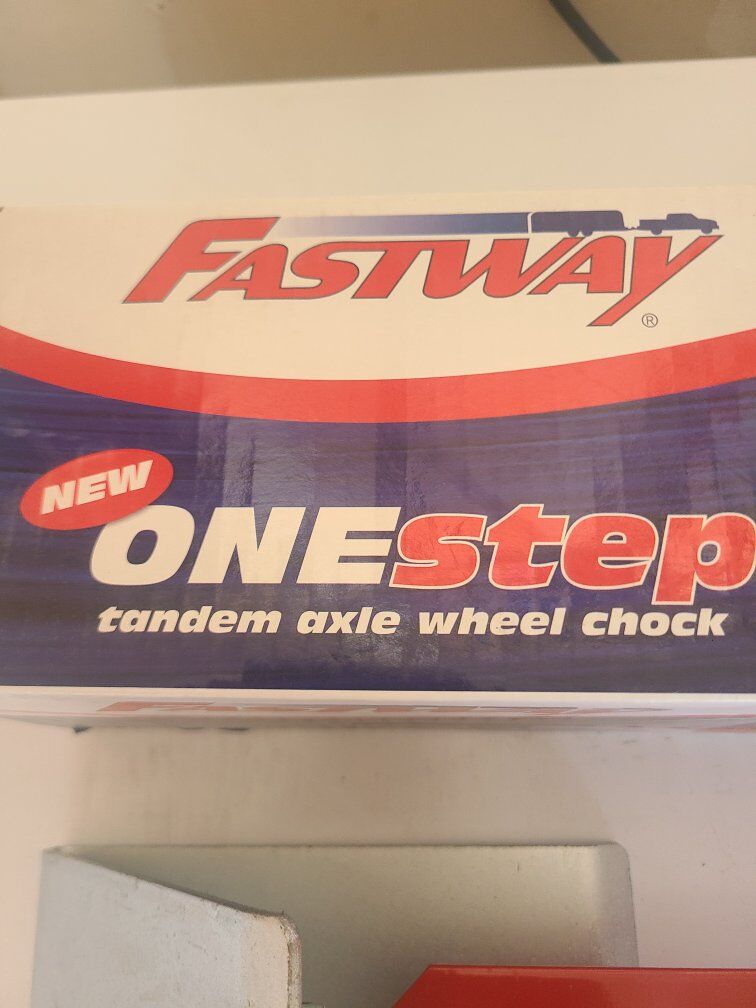 FASTWAY
®
NEW
ONEstep
tandem axle wheel chock